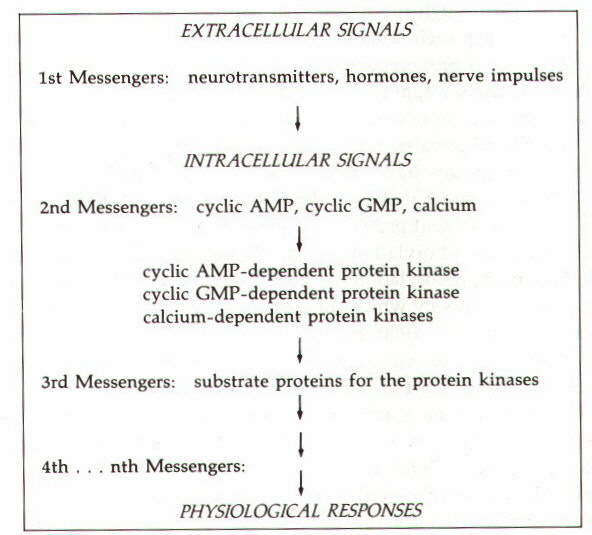 EXTRACELLULAR SIGNALS
1st Messengers: neurotransmitters, hormones, nerve impulses
INTRACELLULAR SIGNALS
2nd Messengers: cyclic AMP, cyclic GMP, calcium
cyclic AMP-dependent protein kinase
cyclic GMP-dependent protein kinase
calcium-dependent protein kinases
3rd Messengers: substrate proteins for the protein kinases
4th . . . nth Messengers:
PHYSIOLOGICAL RESPONSES